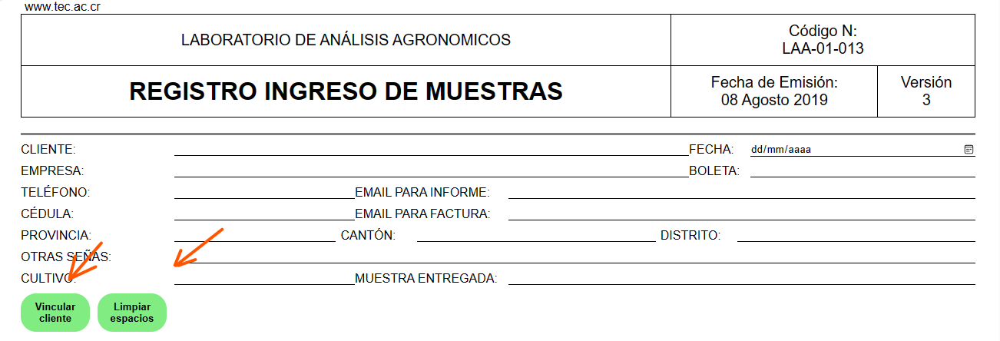 www.tec.ac.cr
LABORATORIO DE ANÁLISIS AGRONOMICOS
Código N:
LAA-01-013
REGISTRO INGRESO DE MUESTRAS
Fecha de Emisión:
08 Agosto 2019
Versión
3
CLIENTE: FECHA: dd/mm/aaaa
EMPRESA: BOLETA:
TELÉFONO: EMAIL PARA INFORME:
CÉDULA: EMAIL PARA FACTURA:
PROVINCIA: CANTÓN: DISTRITO:
OTRAS SEÑAS:
CULTIVO: MUESTRA ENTREGADA:
Vincular
cliente
Limpiar
espacios